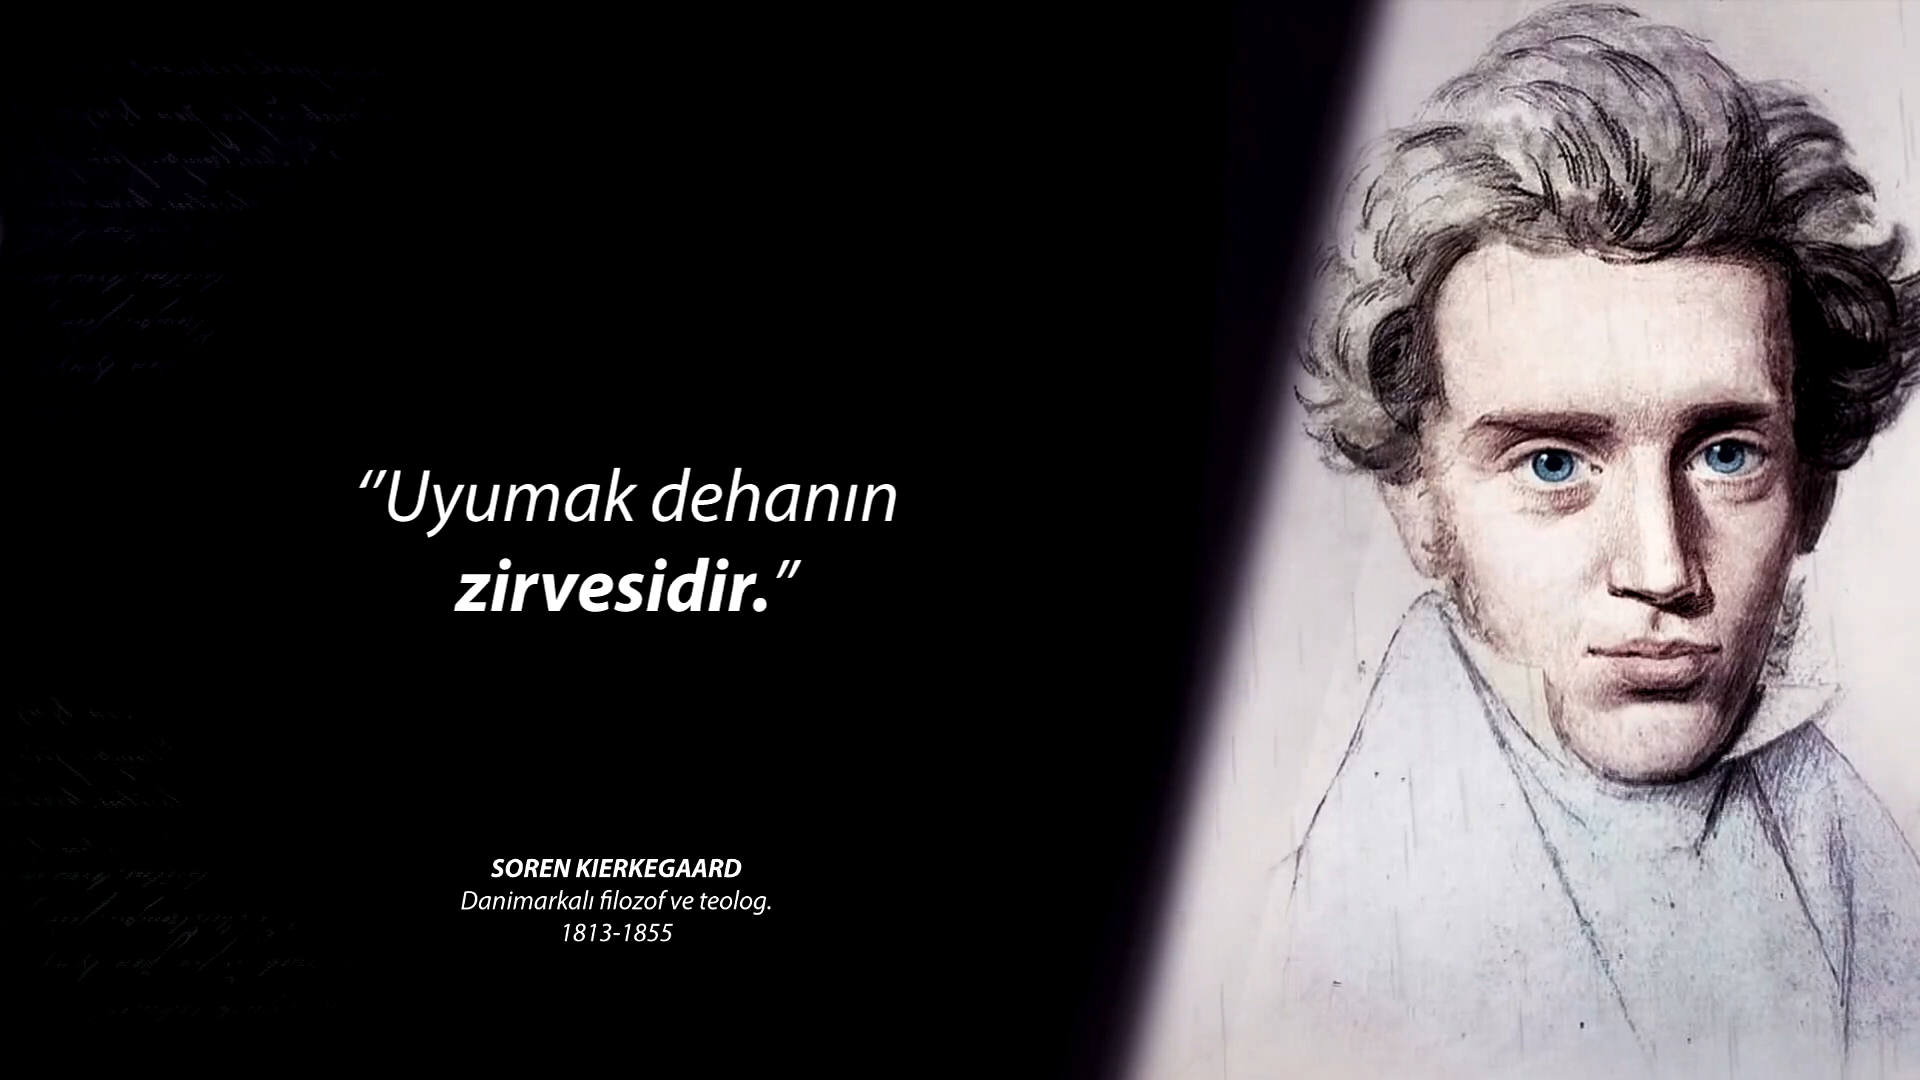 “Uyumak dehanın
zirvesidir.”
SOREN KIERKEGAARD
Danimarkalı filozof ve teolog.
1813-1855